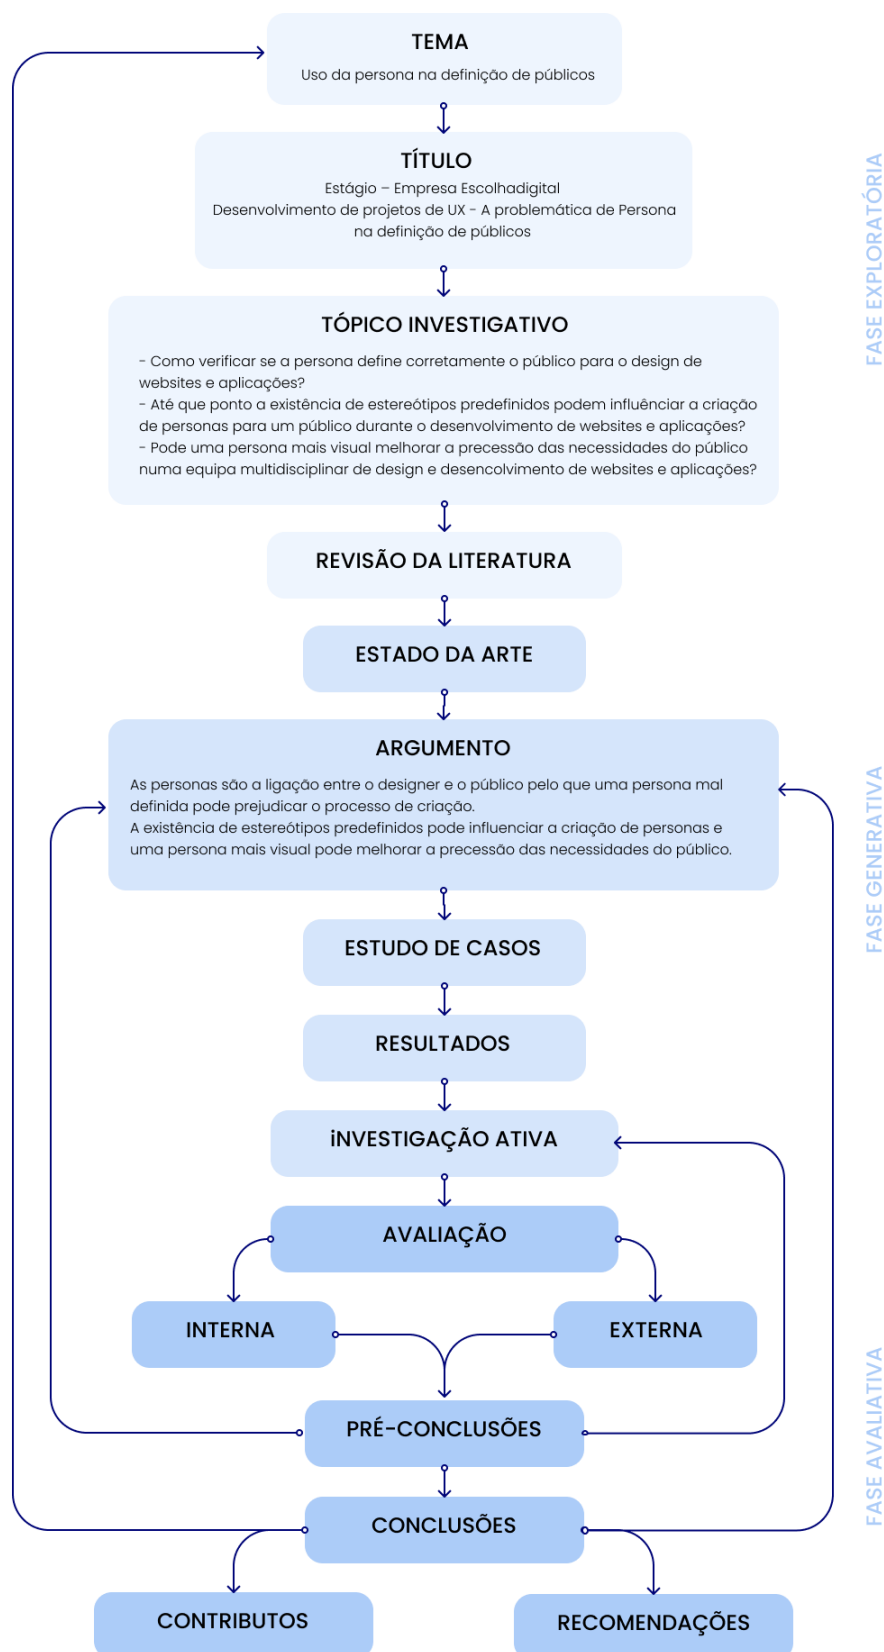 TEMA
Uso da persona na definição de públicos
TÍTULO
Estágio – Empresa Escolhadigital
Desenvolvimento de projetos de UX - A problemática de Persona
na definição de públicos
FASE EXPLORATÓRIA
TÓPICO INVESTIGATIVO
- Como verificar se a persona define corretamente o público para o design de
websites e aplicações?
- Até que ponto a existência de estereótipos predefinidos podem influênciar a criação
de personas para um público durante o desenvolvimento de websites e aplicações?
- Pode uma persona mais visual melhorar a precessão das necessidades do público
numa equipa multidisciplinar de design e desencolvimento de websites e aplicações?
REVISÃO DA LITERATURA
ESTADO DA ARTE
ARGUMENTO
As personas são a ligação entre o designer e o público pelo que uma persona mal
definida pode prejudicar o processo de criação.
A existência de estereótipos predefinidos pode influenciar a criação de personas e
uma persona mais visual pode melhorar a precessão das necessidades do público.
FASE GENERATIVA
ESTUDO DE CASOS
RESULTADOS
iNVESTIGAÇÃO ATIVA
AVALIAÇÃO
INTERNA
EXTERNA
PRÉ-CONCLUSÕES
FASE AVALIATIVA
CONCLUSÕES
CONTRIBUTOS
RECOMENDAÇÕES